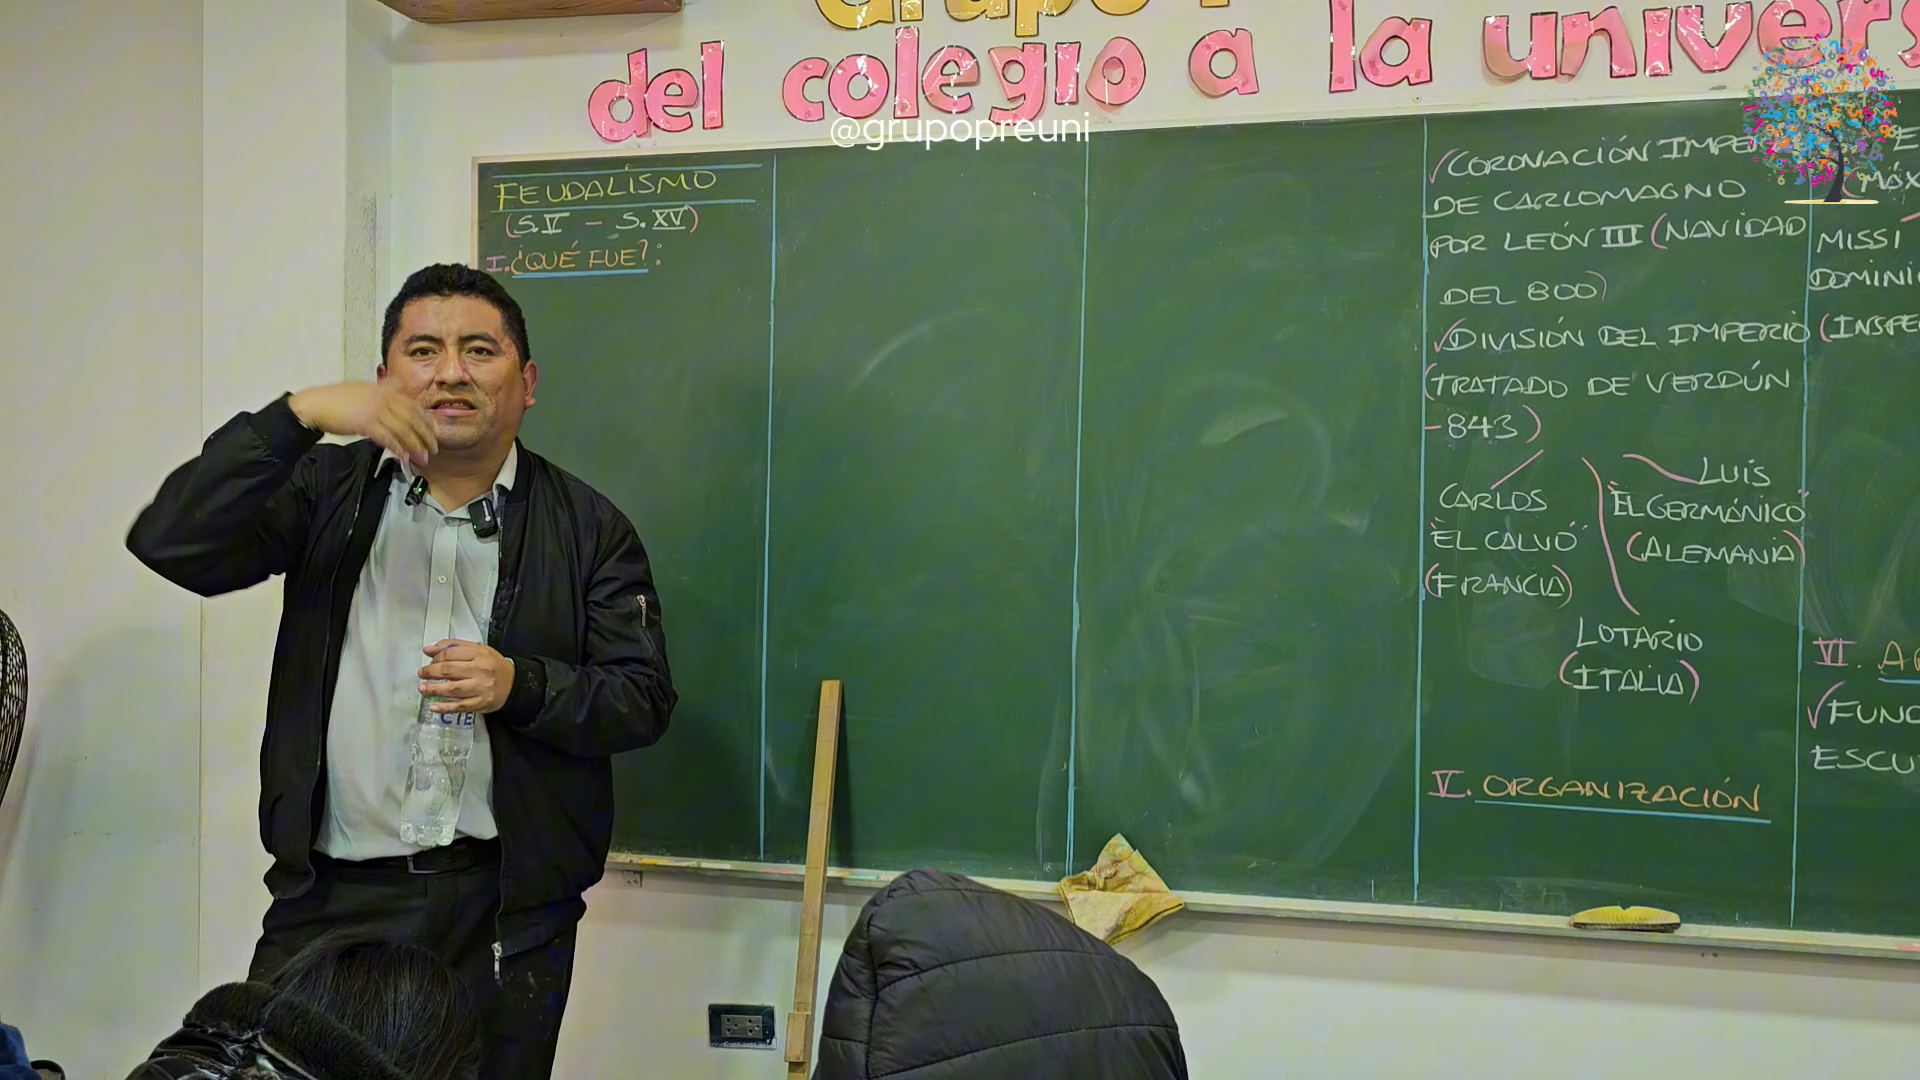 del colegio a la univers
@grupopreuni
FEUDALISMO
(S.V - S.XV)
I. ¿QUÉ FUE?:
CIE
✓CORONACIÓN IMPE
DE CARLOMAGNO
POR LEÓN III (NAVIDAD
DEL 800)
✓DIVISIÓN DEL IMPERIO
(TRATADO DE VERDÚN
-843)
CARLOS
"EL CALVO"
(FRANCIA)
LUIS
"EL GERMÁNICO"
(ALEMANIA)
LOTARIO
(ITALIA)
V. ORGANIZACIÓN
MISSI
DOMINI
VI.
✓FUNC
ESCU